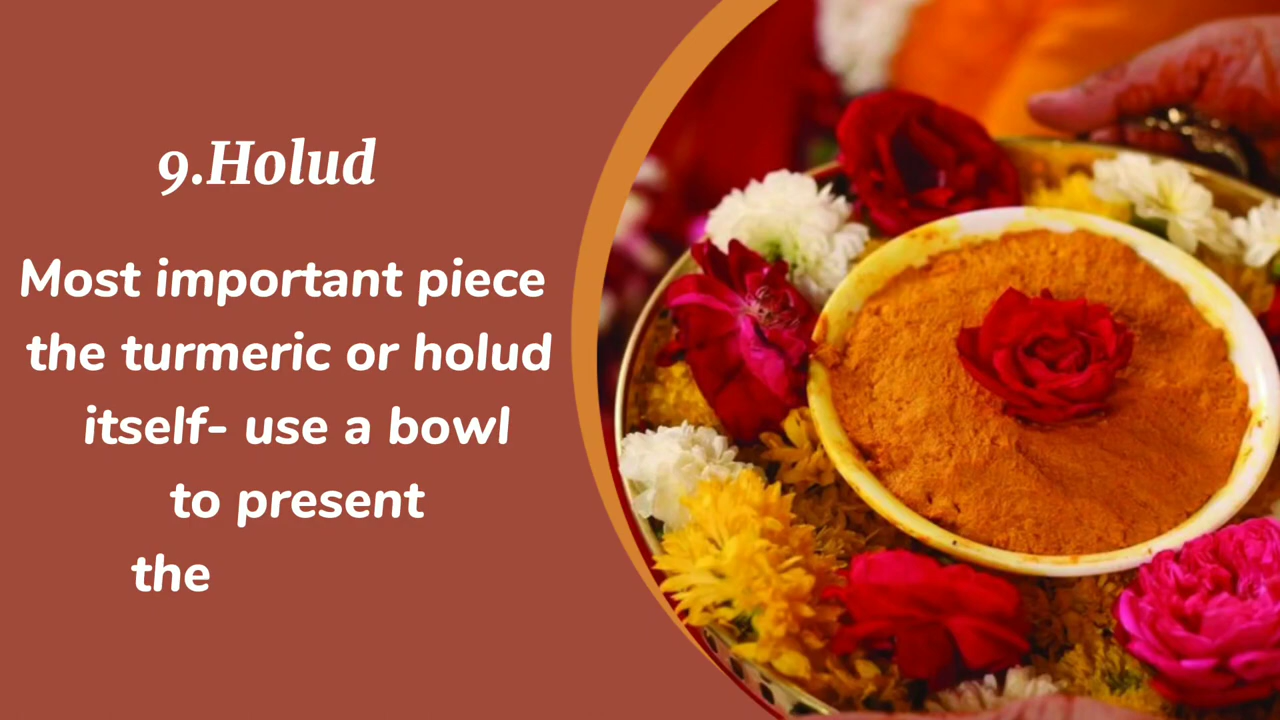 9.Holud
Most important piece
the turmeric or holud
itself- use a bowl
to present
the